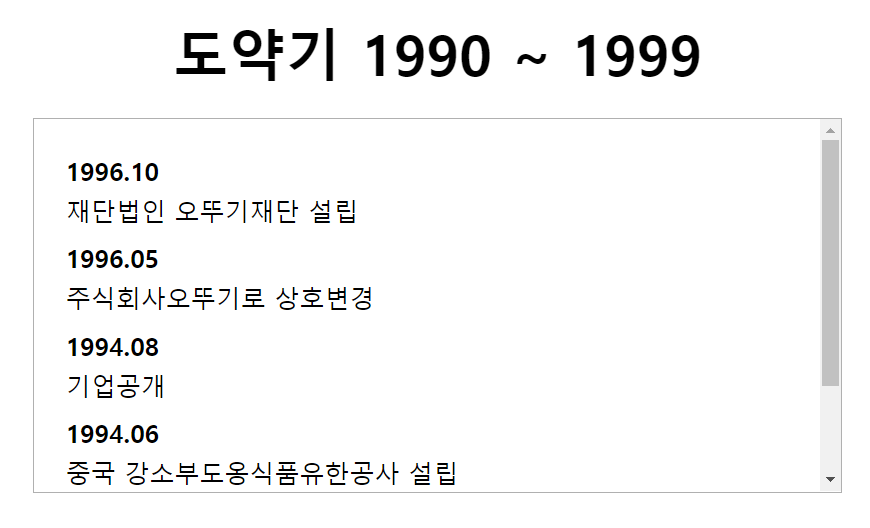 도약기 1990 ~ 1999
1996.10
재단법인 오뚜기재단 설립
1996.05
주식회사오뚜기로 상호변경
1994.08
기업공개
1994.06
중국 강소부도옹식품유한공사 설립